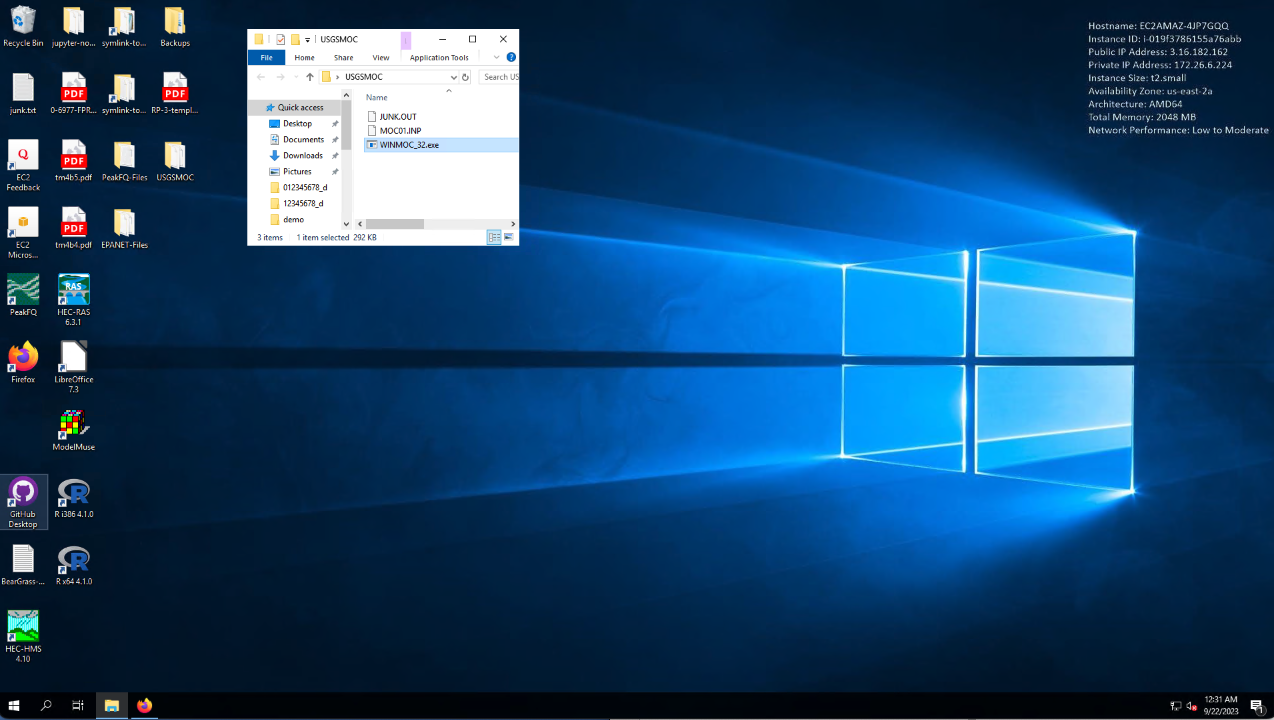 Recycle Bin
jupyter-no...
symlink-to...
Backups
junk.txt
PDF
0-6977-FPR...
symlink-to...
PDF
RP-3-templ...
EC2
Feedback
PDF
tm4b5.pdf
PeakFQ-Files
USGSMOC
EC2
Micros...
PDF
tm4b4.pdf
EPANET-Files
PeakFQ
RAS
HEC-RAS
6.3.1
Firefox
LibreOffice
7.3
ModelMuse
GitHub
Desktop
R i386 4.1.0
BearGrass-...
R x64 4.1.0
HEC-HMS
4.10
USGSMOC
File
Home
Share
View
Application Tools
USGSMOC
Search US
Quick access
Desktop
Documents
Downloads
Pictures
012345678_d
12345678_d
demo
Name
JUNK.OUT
MOC01.INP
WINMOC_32.exe
3 items
1 item selected
292 KB
Hostname: EC2AMAZ-4JP7GQQ
Instance ID: i-019f3786155a76abb
Public IP Address: 3.16.182.162
Private IP Address: 172.26.6.224
Instance Size: t2.small
Availability Zone: us-east-2a
Architecture: AMD64
Total Memory: 2048 MB
Network Performance: Low to Moderate
12:31 AM
9/22/2023
1